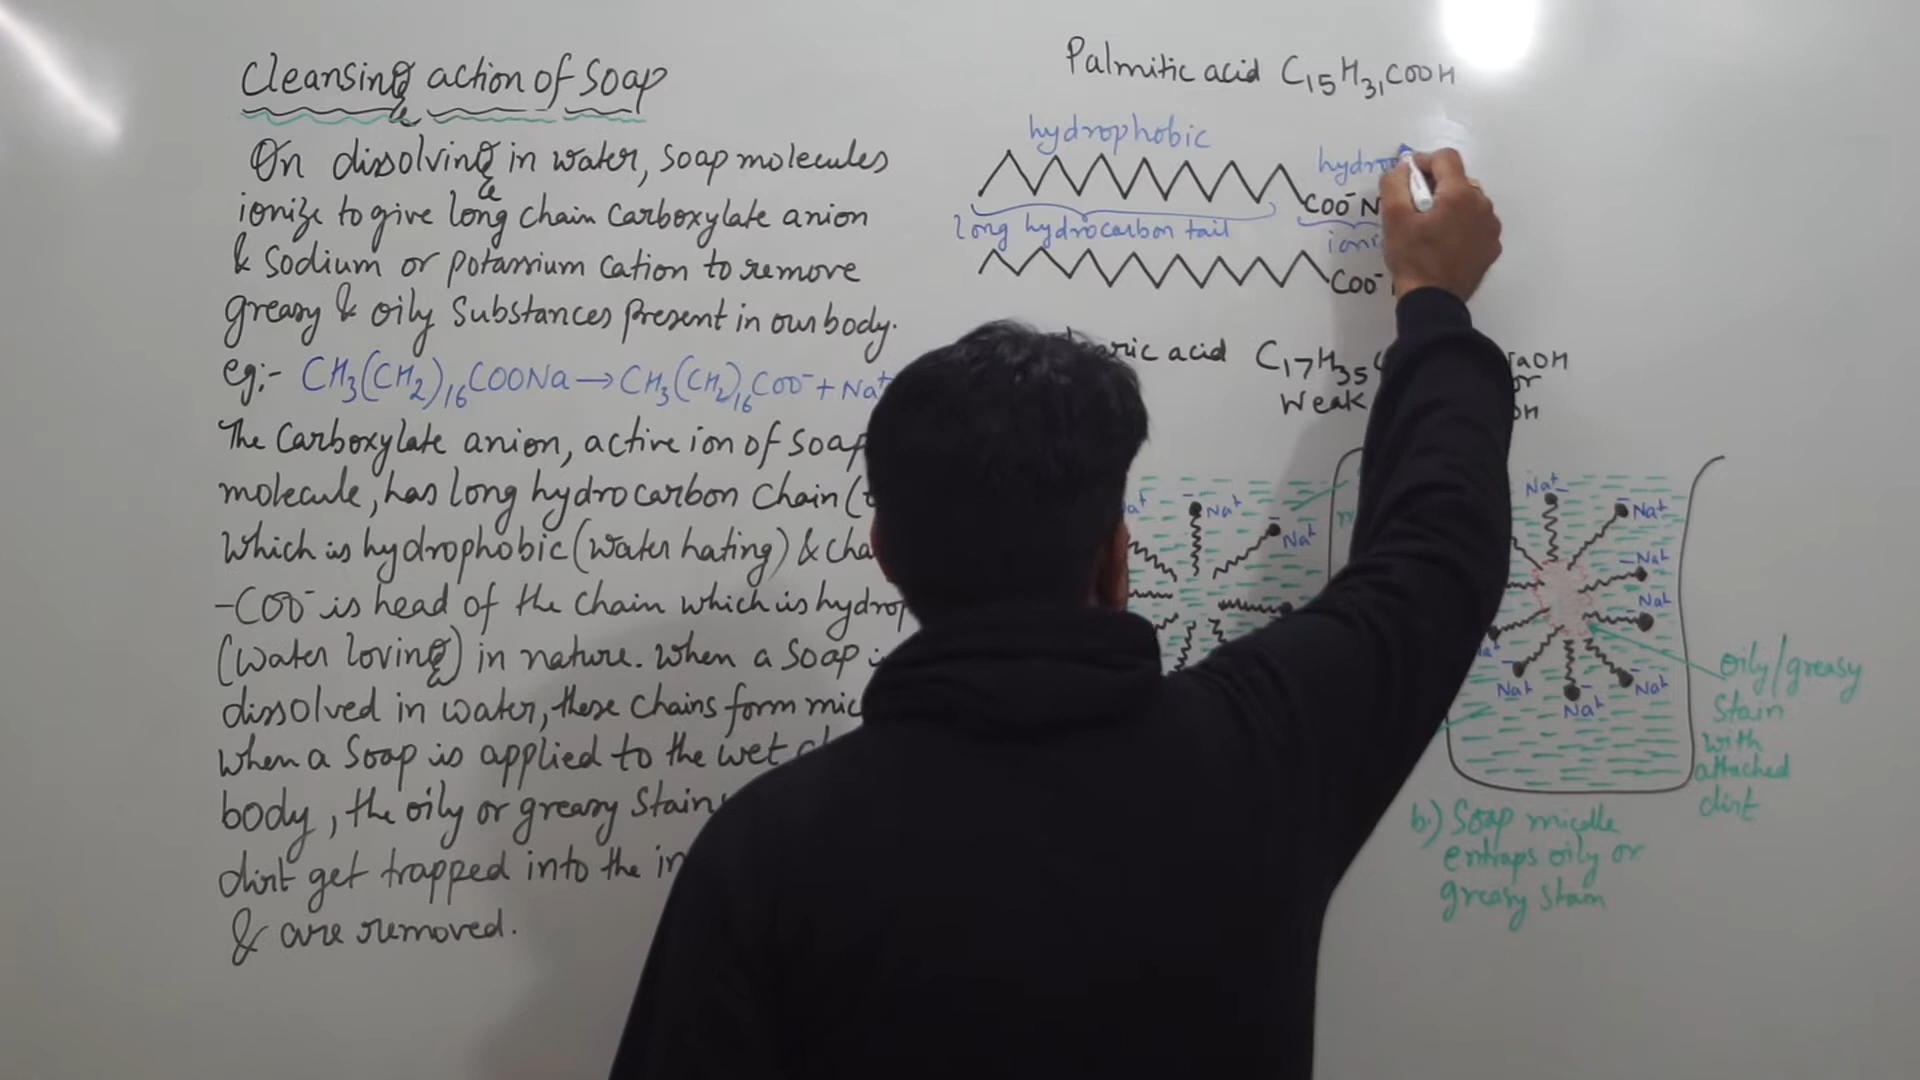 Cleansing action of Soap
On dissolving in water, Soap molecules
ionize to give long chain Carboxylate anion
& Sodium or potassium cation to remove
greasy & oily Substances present in our body.
eg:- CH₃(CH₂)₁₆COONa → CH₃(CH₂)₁₆COO⁻ + Na⁺
The Carboxylate anion, active ion of Soap
molecule, has long hydrocarbon Chain
Which is hydrophobic (Water hating) &
-COO⁻ is head of the chain which is
(Water loving) in nature. When a Soap
dissolved in water, these chains form
When a Soap is applied to the wet
body, the oily or greasy Stain
dirt get trapped into the
& are removed.
Palmitic acid C₁₅H₃₁COOH
hydrophobic
COO⁻
long hydrocarbon tail
COO⁻
acid C₁₇H₃₅
Weak
or
Na⁺
Na⁺
Na⁺
Na⁺
Na⁺
Na⁺
Na⁺
Na⁺
Na⁺
oily/greasy
Stain
with
attached
dirt
b.) Soap micelle
entraps oily or
greasy stain